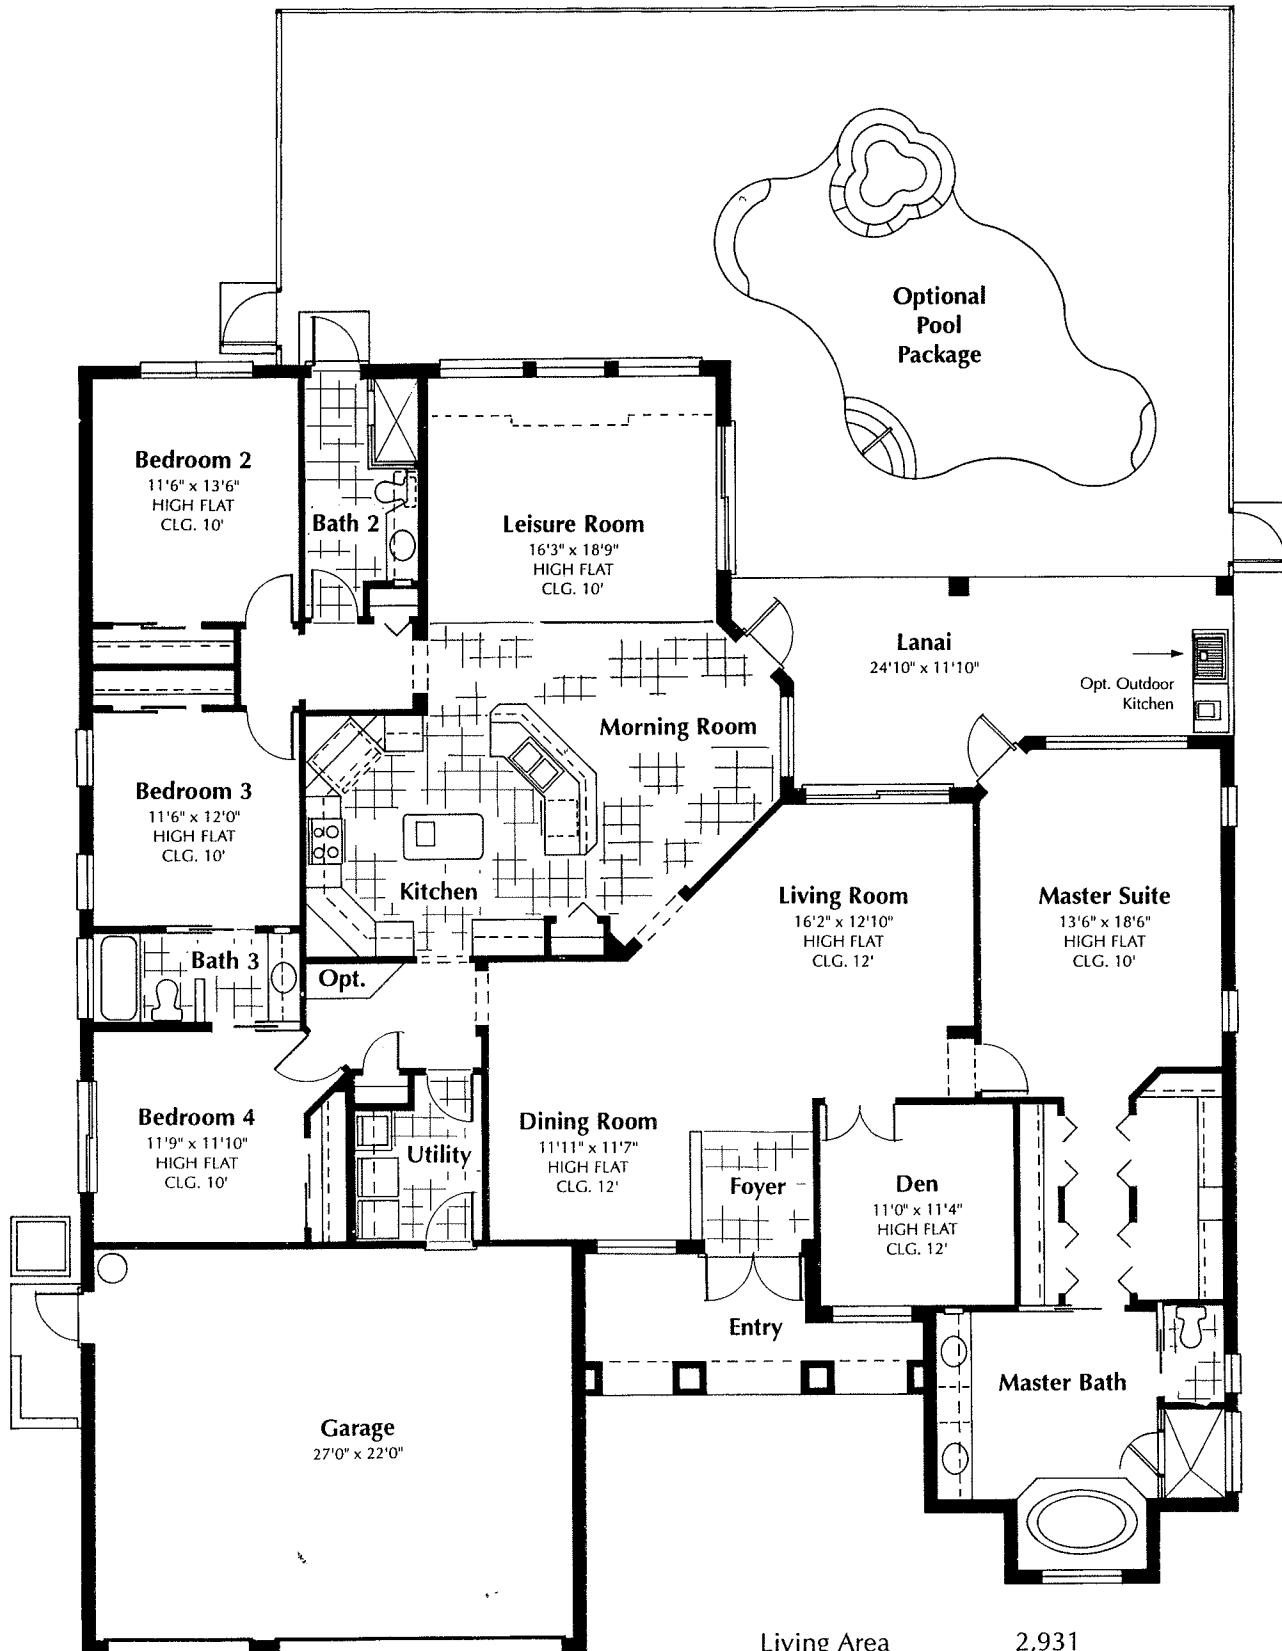 Optional
Pool
Package
Bedroom 2
11'6" x 13'6"
HIGH FLAT
CLG. 10'
Bath 2
Leisure Room
16'3" x 18'9"
HIGH FLAT
CLG. 10'
Lanai
24'10" x 11'10"
Opt. Outdoor
Kitchen
Morning Room
Bedroom 3
11'6" x 12'0"
HIGH FLAT
CLG. 10'
Kitchen
Living Room
16'2" x 12'10"
HIGH FLAT
CLG. 12'
Master Suite
13'6" x 18'6"
HIGH FLAT
CLG. 10'
Bath 3
Opt.
Bedroom 4
11'9" x 11'10"
HIGH FLAT
CLG. 10'
Utility
Dining Room
11'11" x 11'7"
HIGH FLAT
CLG. 12'
Foyer
Den
11'0" x 11'4"
HIGH FLAT
CLG. 12'
Entry
Master Bath
Garage
27'0" x 22'0"
Living Area 2,931